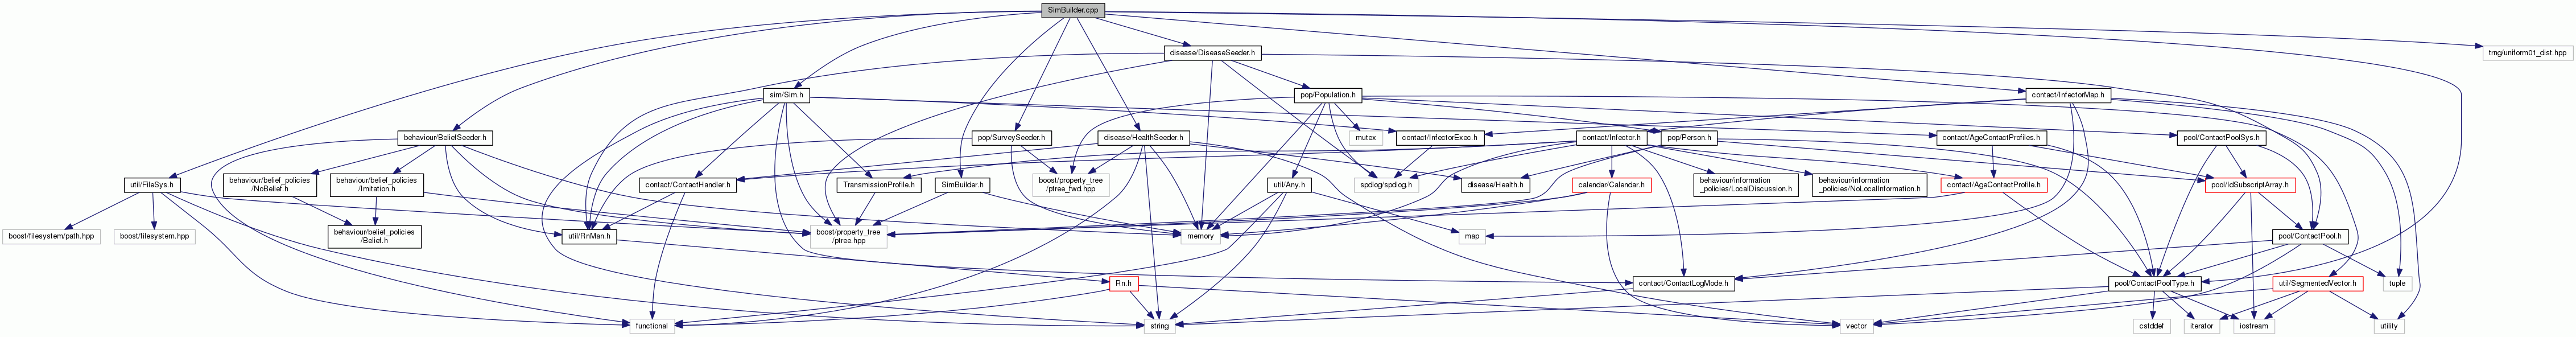 SimBuilder.cpp
disease/DiseaseSeeder.h
trng/uniform01_dist.hpp
sim/Sim.h
pop/Population.h
contact/InfectorMap.h
behaviour/BeliefSeeder.h
pop/SurveySeeder.h
disease/HealthSeeder.h
mutex
contact/InfectorExec.h
contact/Infector.h
pop/Person.h
contact/AgeContactProfiles.h
pool/ContactPoolSys.h
util/FileSys.h
behaviour/belief_policies
/NoBelief.h
behaviour/belief_policies
/Imitation.h
contact/ContactHandler.h
TransmissionProfile.h
SimBuilder.h
boost/property_tree
/ptree_fwd.hpp
util/Any.h
spdlog/spdlog.h
disease/Health.h
calendar/Calendar.h
behaviour/information
_policies/LocalDiscussion.h
behaviour/information
_policies/NoLocalInformation.h
contact/AgeContactProfile.h
pool/IdSubscriptArray.h
boost/filesystem/path.hpp
boost/filesystem.hpp
behaviour/belief_policies
/Belief.h
util/RnMan.h
boost/property_tree
/ptree.hpp
memory
map
pool/ContactPool.h
Rn.h
contact/ContactLogMode.h
pool/ContactPoolType.h
util/SegmentedVector.h
tuple
functional
string
vector
cstddef
iterator
iostream
utility